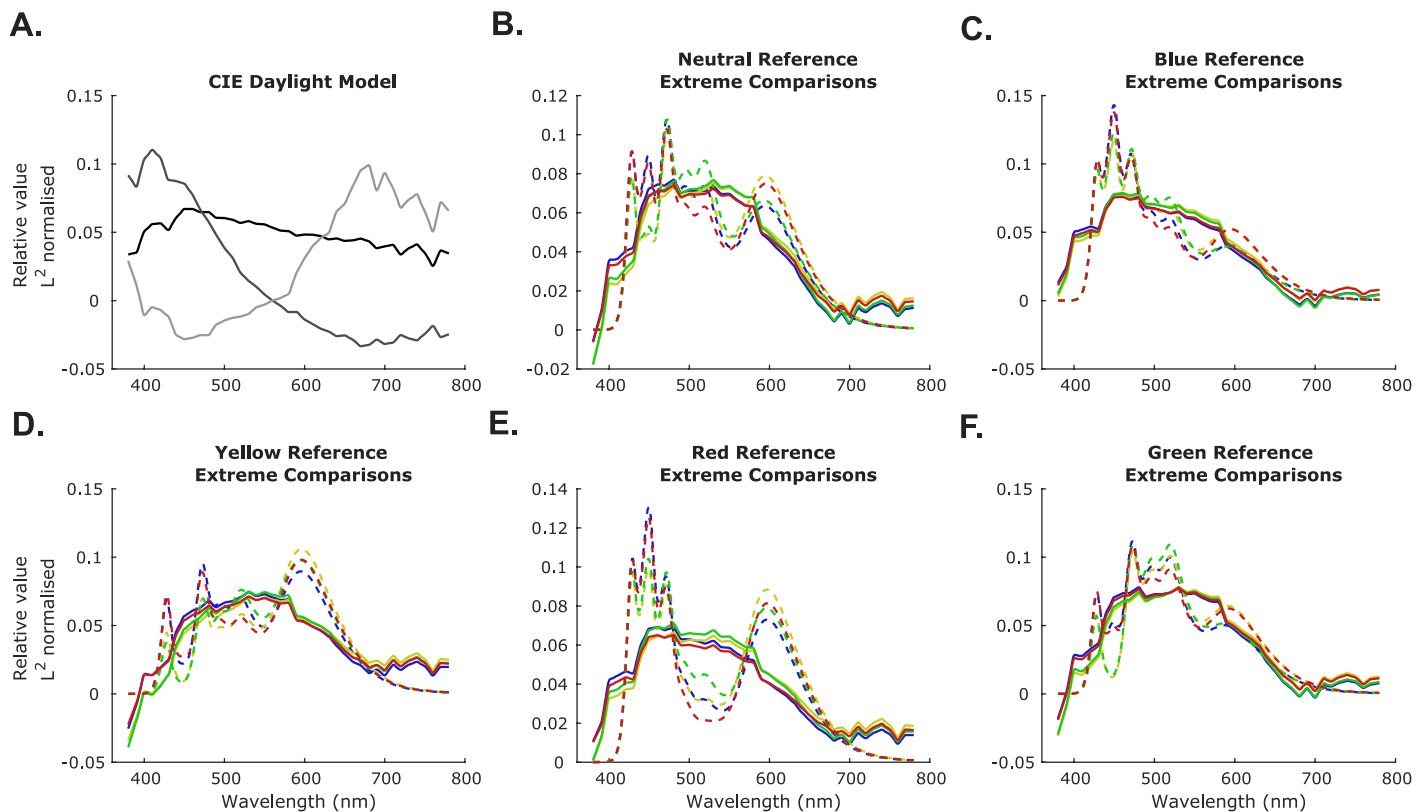 A.
CIE Daylight Model
0.15
0.1
0.05
0
-0.05
400 500 600 700 800
Relative value
L² normalised
B.
Neutral Reference
Extreme Comparisons
0.12
0.1
0.08
0.06
0.04
0.02
0
-0.02
400 500 600 700 800
C.
Blue Reference
Extreme Comparisons
0.15
0.1
0.05
0
-0.05
400 500 600 700 800
D.
Yellow Reference
Extreme Comparisons
0.15
0.1
0.05
0
-0.05
400 500 600 700 800
Relative value
L² normalised
Wavelength (nm)
E.
Red Reference
Extreme Comparisons
0.14
0.12
0.1
0.08
0.06
0.04
0.02
0
400 500 600 700 800
Wavelength (nm)
F.
Green Reference
Extreme Comparisons
0.15
0.1
0.05
0
-0.05
400 500 600 700 800
Wavelength (nm)